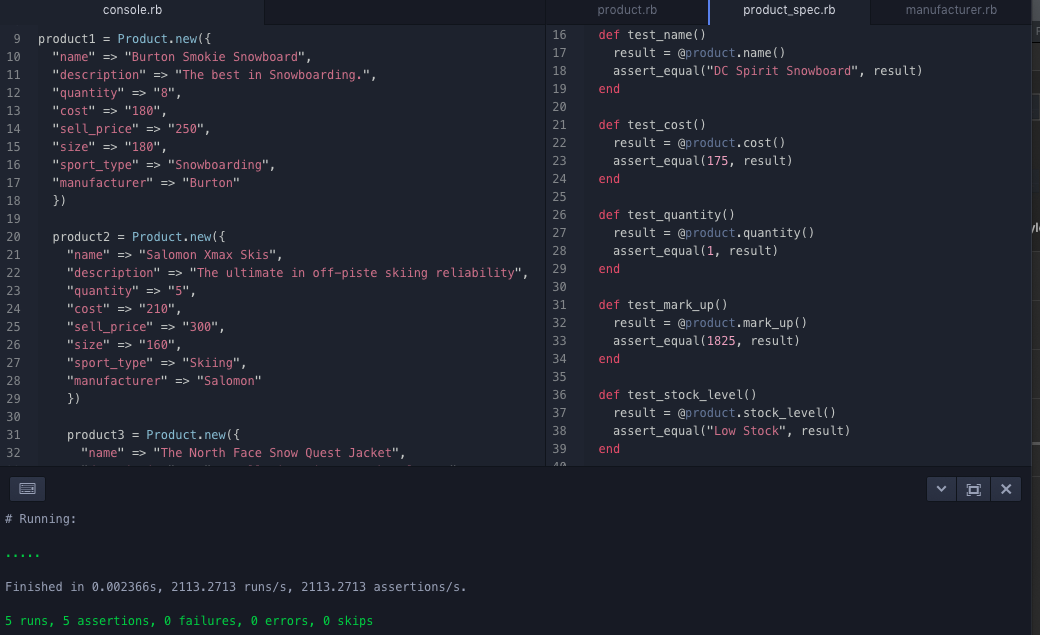 console.rb
9 product1 = Product.new({
10 "name" => "Burton Smokie Snowboard",
11 "description" => "The best in Snowboarding.",
12 "quantity" => "8",
13 "cost" => "180",
14 "sell_price" => "250",
15 "size" => "180",
16 "sport_type" => "Snowboarding",
17 "manufacturer" => "Burton"
18 })
19
20 product2 = Product.new({
21 "name" => "Salomon Xmax Skis",
22 "description" => "The ultimate in off-piste skiing reliability",
23 "quantity" => "5",
24 "cost" => "210",
25 "sell_price" => "300",
26 "size" => "160",
27 "sport_type" => "Skiing",
28 "manufacturer" => "Salomon"
29 })
30
31 product3 = Product.new({
32 "name" => "The North Face Snow Quest Jacket",
product.rb product_spec.rb manufacturer.rb
16 def test_name()
17 result = @product.name()
18 assert_equal("DC Spirit Snowboard", result)
19 end
20
21 def test_cost()
22 result = @product.cost()
23 assert_equal(175, result)
24 end
25
26 def test_quantity()
27 result = @product.quantity()
28 assert_equal(1, result)
29 end
30
31 def test_mark_up()
32 result = @product.mark_up()
33 assert_equal(1825, result)
34 end
35
36 def test_stock_level()
37 result = @product.stock_level()
38 assert_equal("Low Stock", result)
39 end
40
# Running:
.....
Finished in 0.002366s, 2113.2713 runs/s, 2113.2713 assertions/s.
5 runs, 5 assertions, 0 failures, 0 errors, 0 skips